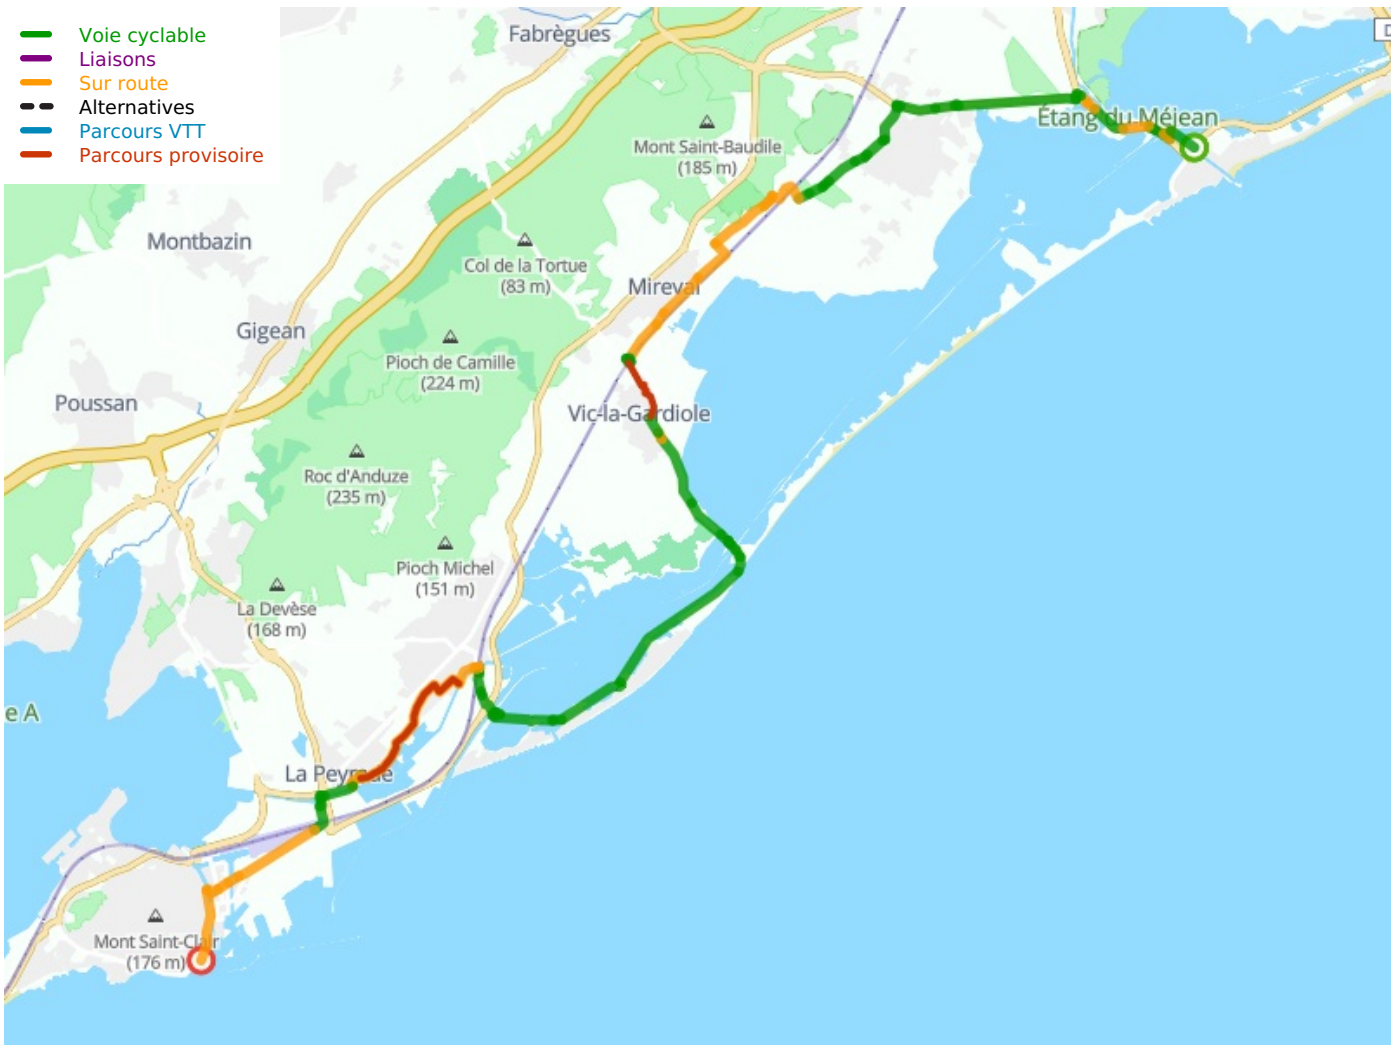 Voie cyclable
Liaisons
Sur route
Alternatives
Parcours VTT
Parcours provisoire
Fabrègues
D
Étang du Méjean
Mont Saint-Baudile
(185 m)
Montbazin
Col de la Tortue
(83 m)
Mireval
Gigean
Pioch de Camille
(224 m)
Poussan
Vic-la-Gardiole
Roc d'Anduze
(235 m)
Pioch Michel
(151 m)
La Devèse
(168 m)
e A
La Peyrade
Mont Saint-Clair
(176 m)